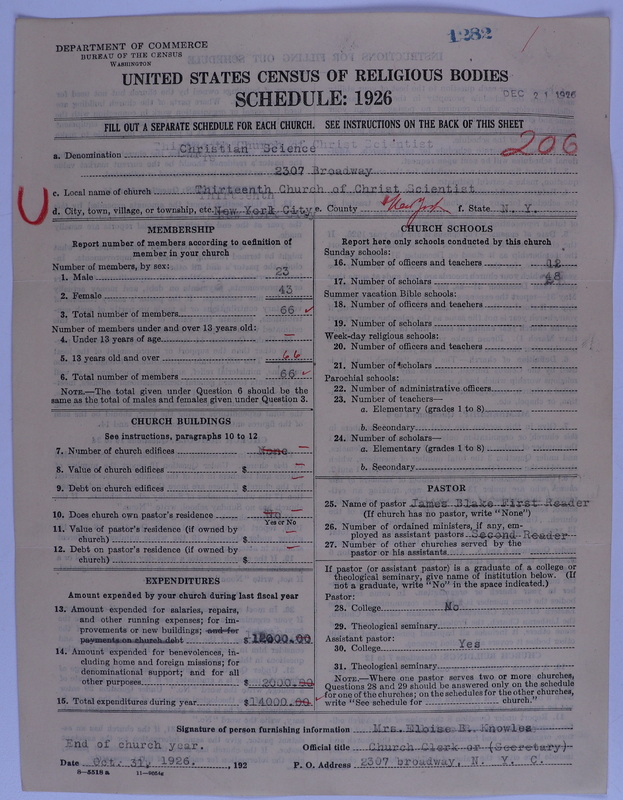 1282
DEPARTMENT OF COMMERCE
BUREAU OF THE CENSUS
WASHINGTON
UNITED STATES CENSUS OF RELIGIOUS BODIES
SCHEDULE: 1926
DEC 21 1926
FILL OUT A SEPARATE SCHEDULE FOR EACH CHURCH. SEE INSTRUCTIONS ON THE BACK OF THIS SHEET
206
a. Denomination Christian Science
2307 Broadway
c. Local name of church Thirteenth Church of Christ Scientist
d. City, town, village, or township, etc. New York City e. County New York f. State N. Y.
MEMBERSHIP
Report number of members according to definition of
member in your church
Number of members, by sex:
1. Male 23
2. Female 43
3. Total number of members 66
Number of members under and over 13 years old:
4. Under 13 years of age —
5. 13 years old and over 66
6. Total number of members 66
NOTE.—The total given under Question 6 should be the
same as the total of males and females given under Question 3.
CHURCH BUILDINGS
See instructions, paragraphs 10 to 12
7. Number of church edifices None
8. Value of church edifices $ —
9. Debt on church edifices $ —
10. Does church own pastor's residence No
Yes or No
11. Value of pastor's residence (if owned by
church) $ —
12. Debt on pastor's residence (if owned by
church) $ —
EXPENDITURES
Amount expended by your church during last fiscal year
13. Amount expended for salaries, repairs,
and other running expenses; for im-
provements or new buildings; and for
payments on church debt $ 12000.00
14. Amount expended for benevolences, in-
cluding home and foreign missions; for
denominational support; and for all
other purposes $ 2000.00
15. Total expenditures during year $14000.00
CHURCH SCHOOLS
Report here only schools conducted by this church
Sunday schools:
16. Number of officers and teachers 12
17. Number of scholars 48
Summer vacation Bible schools:
18. Number of officers and teachers
19. Number of scholars
Week-day religious schools:
20. Number of officers and teachers
21. Number of scholars
Parochial schools:
22. Number of administrative officers
23. Number of teachers—
a. Elementary (grades 1 to 8)
b. Secondary
24. Number of scholars—
a. Elementary (grades 1 to 8)
b. Secondary
PASTOR
25. Name of pastor James Blake First Reader
(If church has no pastor, write "None")
26. Number of ordained ministers, if any, em-
ployed as assistant pastors Second Reader
27. Number of other churches served by the
pastor or his assistants
If pastor (or assistant pastor) is a graduate of a college or
theological seminary, give name of institution below. (If
not a graduate, write "No" in the space indicated.)
Pastor:
28. College No
29. Theological seminary
Assistant pastor:
30. College Yes
31. Theological seminary
NOTE.—Where one pastor serves two or more churches,
Questions 28 and 29 should be answered only on the schedule
for one of the churches; on the schedules for the other churches,
write "See schedule for church."
Signature of person furnishing information Mrs. Eloise B. Knowles
End of church year. Official title Church Clerk or (Secretary)
Date Oct. 31, 1926. , 192 P. O. Address 2307 broadway, N. Y. C.
8—5518 a 11—9054g